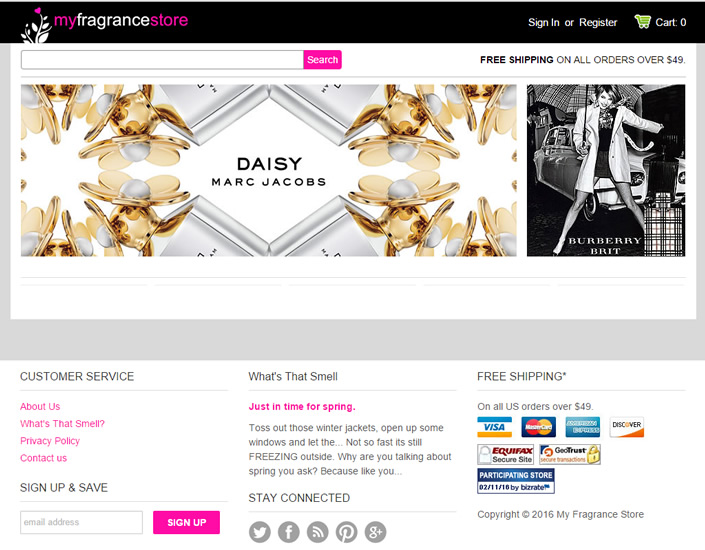 myfragrancestore
Sign In or Register
Cart: 0
Search
FREE SHIPPING ON ALL ORDERS OVER $49.
DAISY
MARC JACOBS
BURBERRY
BRIT
CUSTOMER SERVICE
About Us
What's That Smell?
Privacy Policy
Contact us
SIGN UP & SAVE
email address
SIGN UP
What's That Smell
Just in time for spring.
Toss out those winter jackets, open up some
windows and let the... Not so fast its still
FREEZING outside. Why are you talking about
spring you ask? Because like you...
STAY CONNECTED
FREE SHIPPING*
On all US orders over $49.
VISA
MasterCard
AMERICAN EXPRESS
DISCOVER
EQUIFAX
Secure Site
GeoTrust
secure transactions
PARTICIPATING STORE
02/11/16 by bizrate
Copyright © 2016 My Fragrance Store